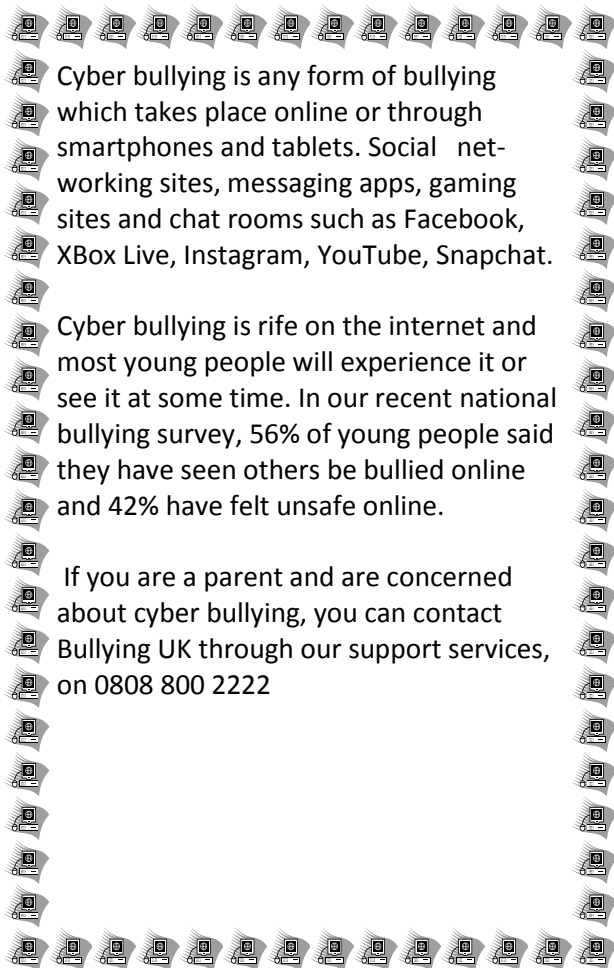 Cyber bullying is any form of bullying
which takes place online or through
smartphones and tablets. Social   net-
working sites, messaging apps, gaming
sites and chat rooms such as Facebook,
XBox Live, Instagram, YouTube, Snapchat.

Cyber bullying is rife on the internet and
most young people will experience it or
see it at some time. In our recent national
bullying survey, 56% of young people said
they have seen others be bullied online
and 42% have felt unsafe online.

If you are a parent and are concerned
about cyber bullying, you can contact
Bullying UK through our support services,
on 0808 800 2222